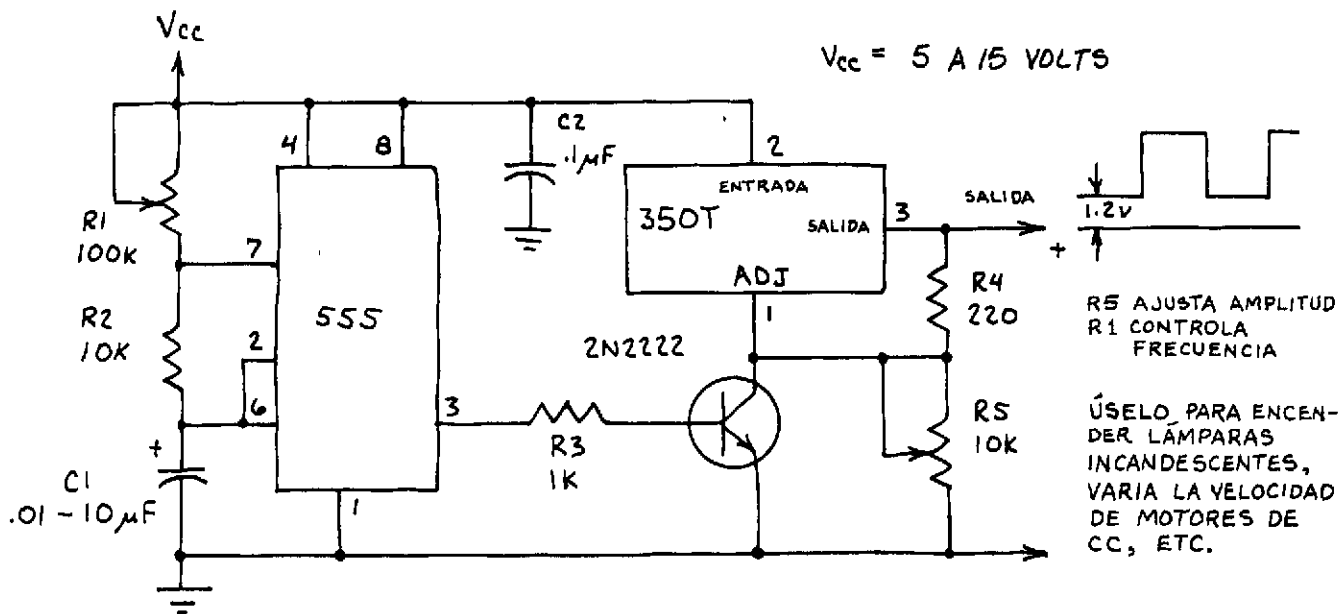 Vcc
Vcc = 5 A 15 VOLTS
4
8
C2
.1µF
2
ENTRADA
350T
SALIDA
3
SALIDA
+
1.2V
R1
100K
7
ADJ
1
R4
220
R5 AJUSTA AMPLITUD
R1 CONTROLA
FRECUENCIA
R2
10K
555
2
2N2222
6
3
R3
1K
R5
10K
ÚSELO PARA ENCEN-
DER LÁMPARAS
INCANDESCENTES,
VARIA LA VELOCIDAD
DE MOTORES DE
CC, ETC.
+
C1
.01-10µF
1